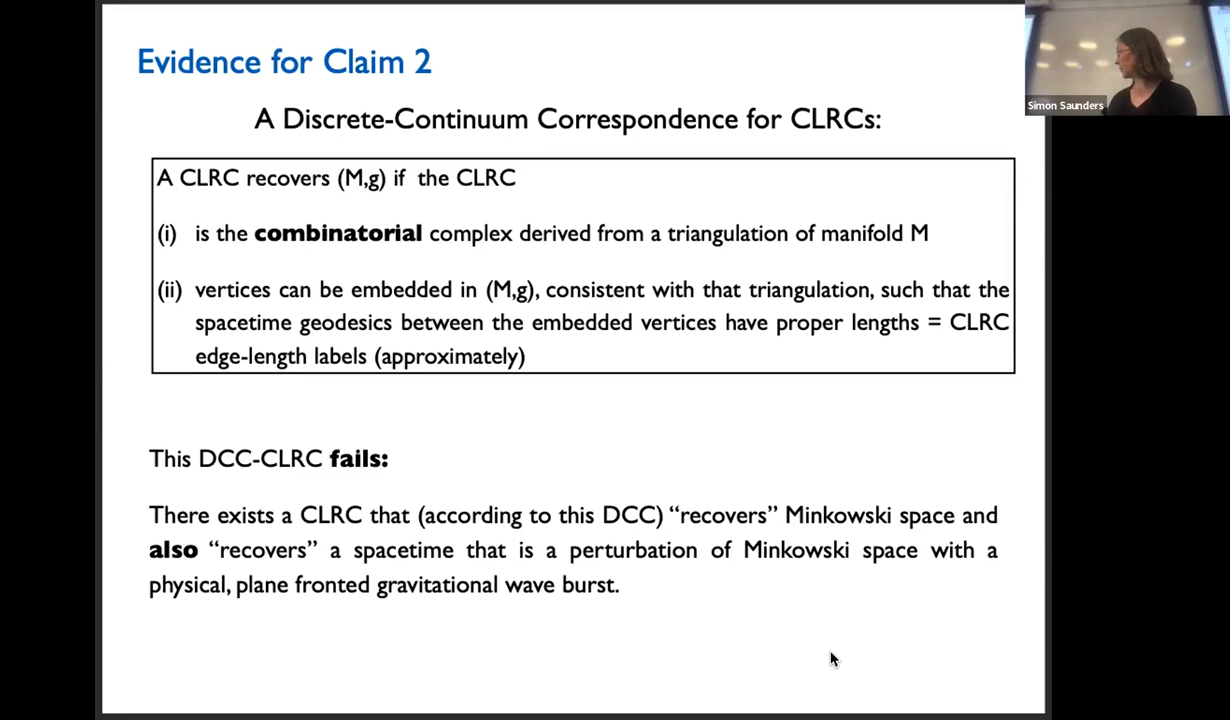 Evidence for Claim 2
A Discrete-Continuum Correspondence for CLRCs:
A CLRC recovers (M,g) if the CLRC
(i) is the combinatorial complex derived from a triangulation of manifold M
(ii) vertices can be embedded in (M,g), consistent with that triangulation, such that the
spacetime geodesics between the embedded vertices have proper lengths = CLRC
edge-length labels (approximately)
This DCC-CLRC fails:
There exists a CLRC that (according to this DCC) “recovers” Minkowski space and
also “recovers” a spacetime that is a perturbation of Minkowski space with a
physical, plane fronted gravitational wave burst.
Simon Saunders